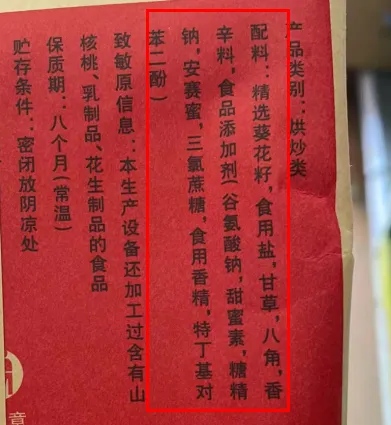 产品类别：烘炒类
配料：精选葵花籽，食用盐，甘草，八角，香
辛料，食品添加剂(谷氨酸钠，甜蜜素，糖精
钠，安赛蜜，三氯蔗糖，食用香精，特丁基对
苯二酚)
致敏原信息：本生产设备还加工过含有山
核桃、乳制品、花生制品的食品
保质期：八个月(常温)
贮存条件：密闭放阴凉处
意